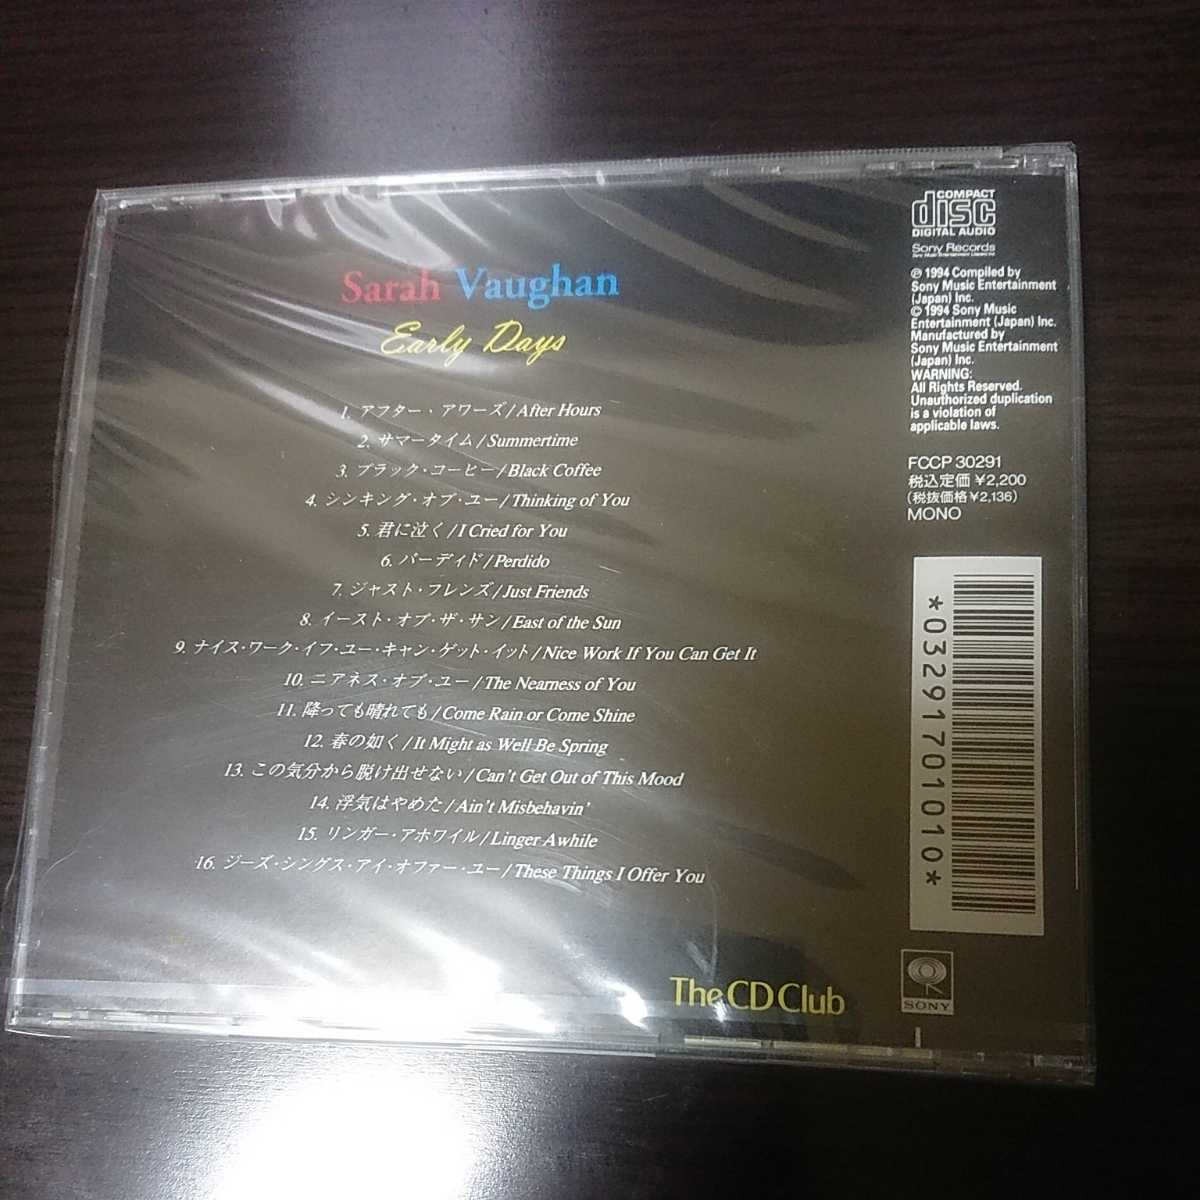 Sarah Vaughan
Early Days
1. アフター・アワーズ/After Hours
2. サマータイム/Summertime
3. ブラック・コーヒー/Black Coffee
4. シンキング・オブ・ユー/Thinking of You
5. 君に泣く/I Cried for You
6. パーディド/Perdido
7. ジャスト・フレンズ/Just Friends
8. イースト・オブ・ザ・サン/East of the Sun
9. ナイス・ワーク・イフ・ユー・キャン・ゲット・イット/Nice Work If You Can Get It
10. ニアネス・オブ・ユー/The Nearness of You
11. 降っても晴れても/Come Rain or Come Shine
12. 春の如く/It Might as Well Be Spring
13. この気分から脱け出せない/Can't Get Out of This Mood
14. 浮気はやめた/Ain't Misbehavin'
15. リンガー・アホワイル/Linger Awhile
16. ジーズ・シングス・アイ・オファー・ユー/These Things I Offer You
The CD Club
COMPACT
disc
DIGITAL AUDIO
Sony Records
℗ 1994 Compiled by
Sony Music Entertainment
(Japan) Inc.
© 1994 Sony Music
Entertainment (Japan) Inc.
Manufactured by
Sony Music Entertainment
(Japan) Inc.
WARNING:
All Rights Reserved.
Unauthorized duplication
is a violation of
applicable laws.
FCCP 30291
税込定価 ¥2,200
(税抜価格¥2,136)
MONO
*03291701010*
SONY